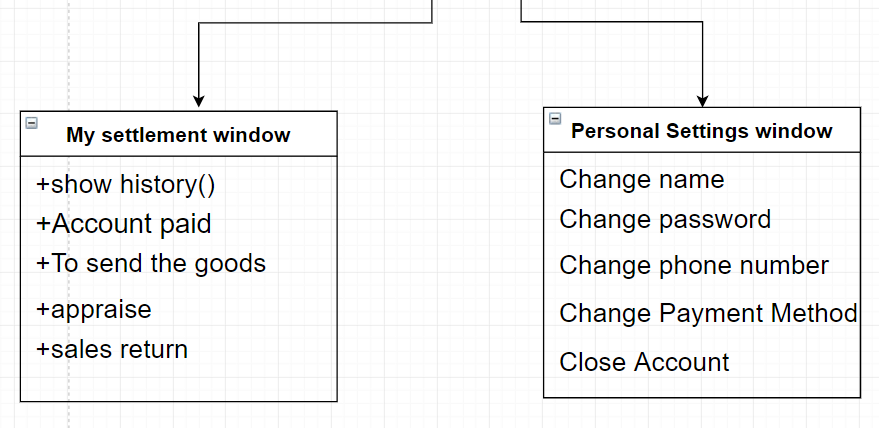 My settlement window
+show history()
+Account paid
+To send the goods
+appraise
+sales return
Personal Settings window
Change name
Change password
Change phone number
Change Payment Method
Close Account